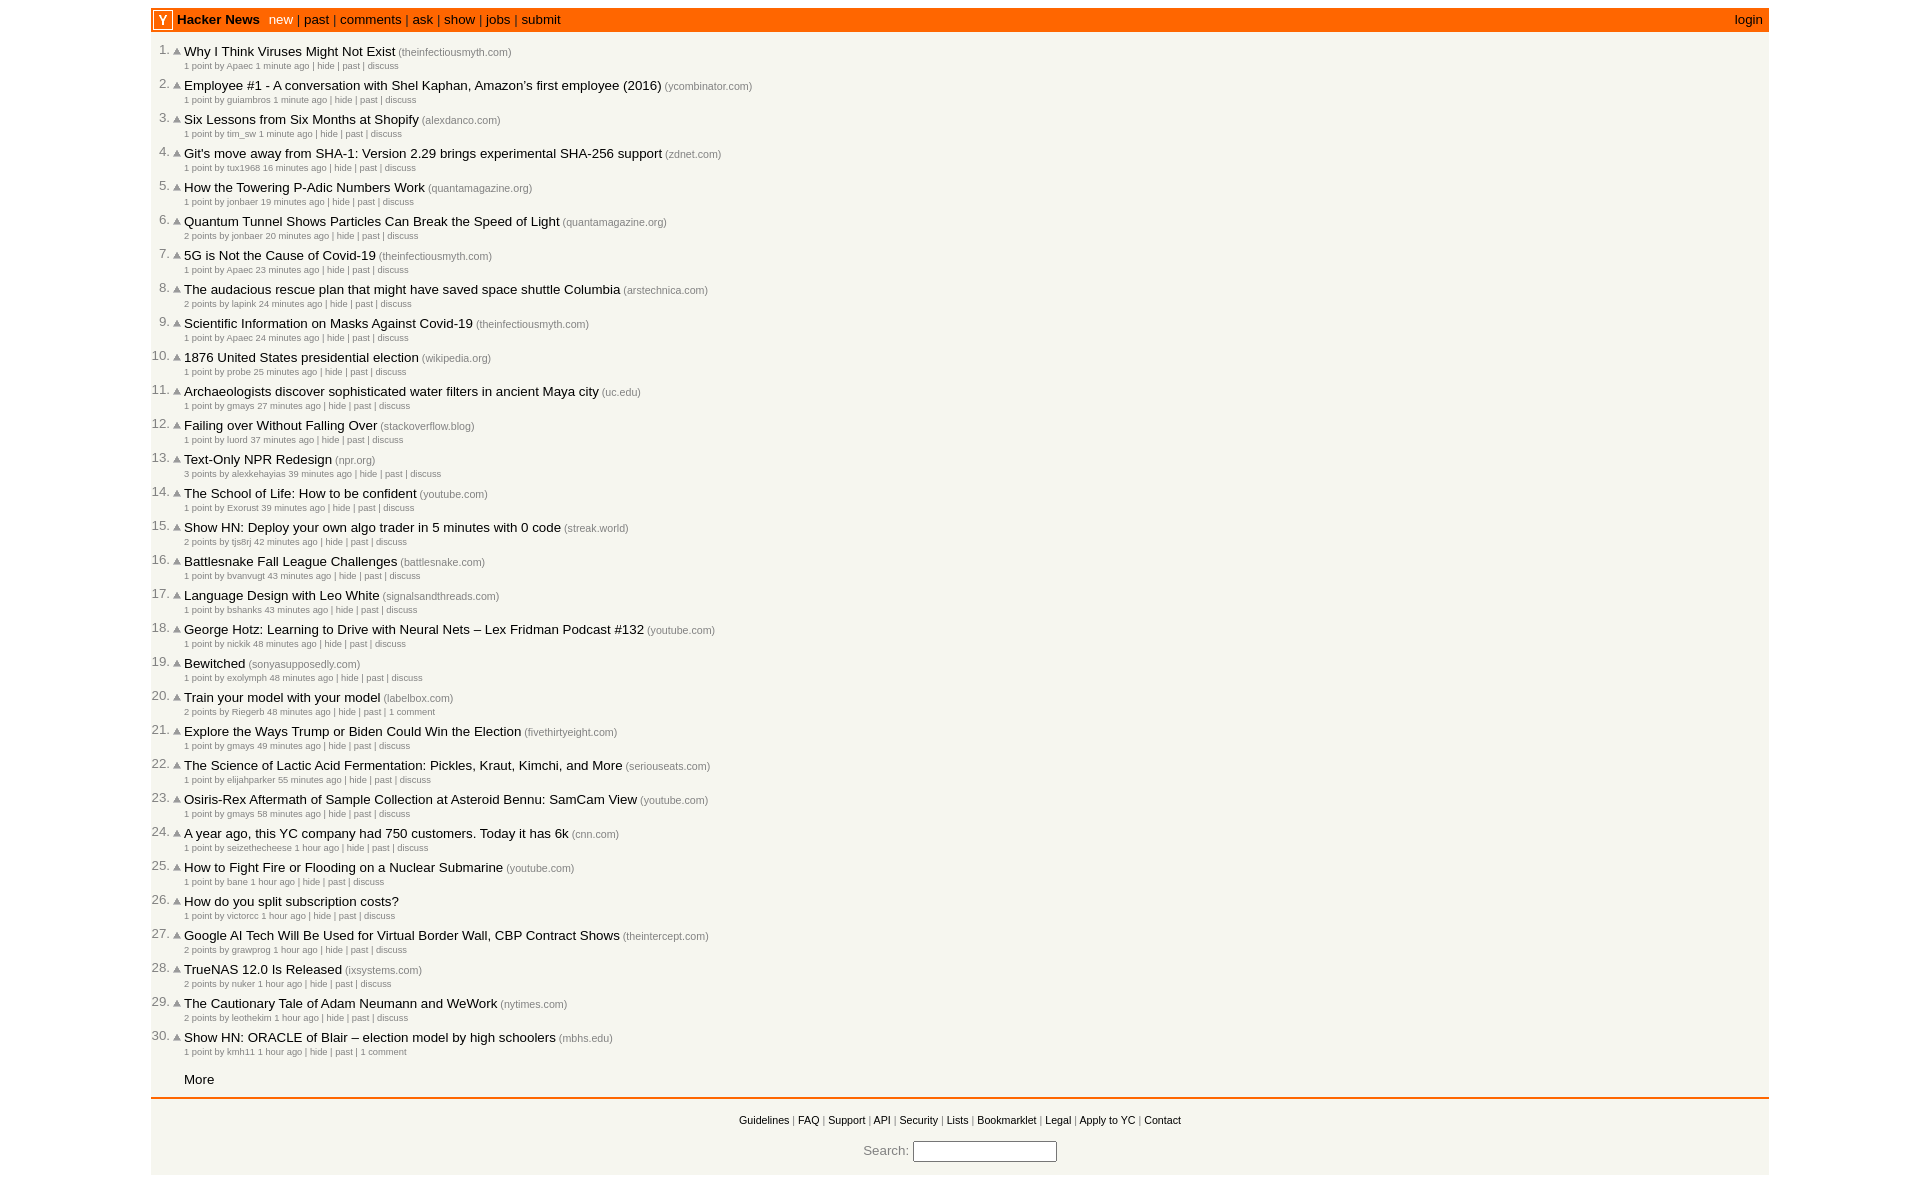 Y Hacker News new | past | comments | ask | show | jobs | submit login
1. Why I Think Viruses Might Not Exist (theinfectiousmyth.com)
1 point by Apaec 1 minute ago | hide | past | discuss
2. Employee #1 - A conversation with Shel Kaphan, Amazon's first employee (2016) (ycombinator.com)
1 point by guiambros 1 minute ago | hide | past | discuss
3. Six Lessons from Six Months at Shopify (alexdanco.com)
1 point by tim_sw 1 minute ago | hide | past | discuss
4. Git's move away from SHA-1: Version 2.29 brings experimental SHA-256 support (zdnet.com)
1 point by tux1968 16 minutes ago | hide | past | discuss
5. How the Towering P-Adic Numbers Work (quantamagazine.org)
1 point by jonbaer 19 minutes ago | hide | past | discuss
6. Quantum Tunnel Shows Particles Can Break the Speed of Light (quantamagazine.org)
2 points by jonbaer 20 minutes ago | hide | past | discuss
7. 5G is Not the Cause of Covid-19 (theinfectiousmyth.com)
1 point by Apaec 23 minutes ago | hide | past | discuss
8. The audacious rescue plan that might have saved space shuttle Columbia (arstechnica.com)
2 points by lapink 24 minutes ago | hide | past | discuss
9. Scientific Information on Masks Against Covid-19 (theinfectiousmyth.com)
1 point by Apaec 24 minutes ago | hide | past | discuss
10. 1876 United States presidential election (wikipedia.org)
1 point by probe 25 minutes ago | hide | past | discuss
11. Archaeologists discover sophisticated water filters in ancient Maya city (uc.edu)
1 point by gmays 27 minutes ago | hide | past | discuss
12. Failing over Without Falling Over (stackoverflow.blog)
1 point by luord 37 minutes ago | hide | past | discuss
13. Text-Only NPR Redesign (npr.org)
3 points by alexkehayias 39 minutes ago | hide | past | discuss
14. The School of Life: How to be confident (youtube.com)
1 point by Exorust 39 minutes ago | hide | past | discuss
15. Show HN: Deploy your own algo trader in 5 minutes with 0 code (streak.world)
2 points by tjs8rj 42 minutes ago | hide | past | discuss
16. Battlesnake Fall League Challenges (battlesnake.com)
1 point by bvanvugt 43 minutes ago | hide | past | discuss
17. Language Design with Leo White (signalsandthreads.com)
1 point by bshanks 43 minutes ago | hide | past | discuss
18. George Hotz: Learning to Drive with Neural Nets – Lex Fridman Podcast #132 (youtube.com)
1 point by nickik 48 minutes ago | hide | past | discuss
19. Bewitched (sonyasupposedly.com)
1 point by exolymph 48 minutes ago | hide | past | discuss
20. Train your model with your model (labelbox.com)
2 points by Riegerb 48 minutes ago | hide | past | 1 comment
21. Explore the Ways Trump or Biden Could Win the Election (fivethirtyeight.com)
1 point by gmays 49 minutes ago | hide | past | discuss
22. The Science of Lactic Acid Fermentation: Pickles, Kraut, Kimchi, and More (seriouseats.com)
1 point by elijahparker 55 minutes ago | hide | past | discuss
23. Osiris-Rex Aftermath of Sample Collection at Asteroid Bennu: SamCam View (youtube.com)
1 point by gmays 58 minutes ago | hide | past | discuss
24. A year ago, this YC company had 750 customers. Today it has 6k (cnn.com)
1 point by seizethecheese 1 hour ago | hide | past | discuss
25. How to Fight Fire or Flooding on a Nuclear Submarine (youtube.com)
1 point by bane 1 hour ago | hide | past | discuss
26. How do you split subscription costs?
1 point by victorcc 1 hour ago | hide | past | discuss
27. Google AI Tech Will Be Used for Virtual Border Wall, CBP Contract Shows (theintercept.com)
2 points by grawprog 1 hour ago | hide | past | discuss
28. TrueNAS 12.0 Is Released (ixsystems.com)
2 points by nuker 1 hour ago | hide | past | discuss
29. The Cautionary Tale of Adam Neumann and WeWork (nytimes.com)
2 points by leothekim 1 hour ago | hide | past | discuss
30. Show HN: ORACLE of Blair – election model by high schoolers (mbhs.edu)
1 point by kmh11 1 hour ago | hide | past | 1 comment
More
Guidelines | FAQ | Support | API | Security | Lists | Bookmarklet | Legal | Apply to YC | Contact
Search: